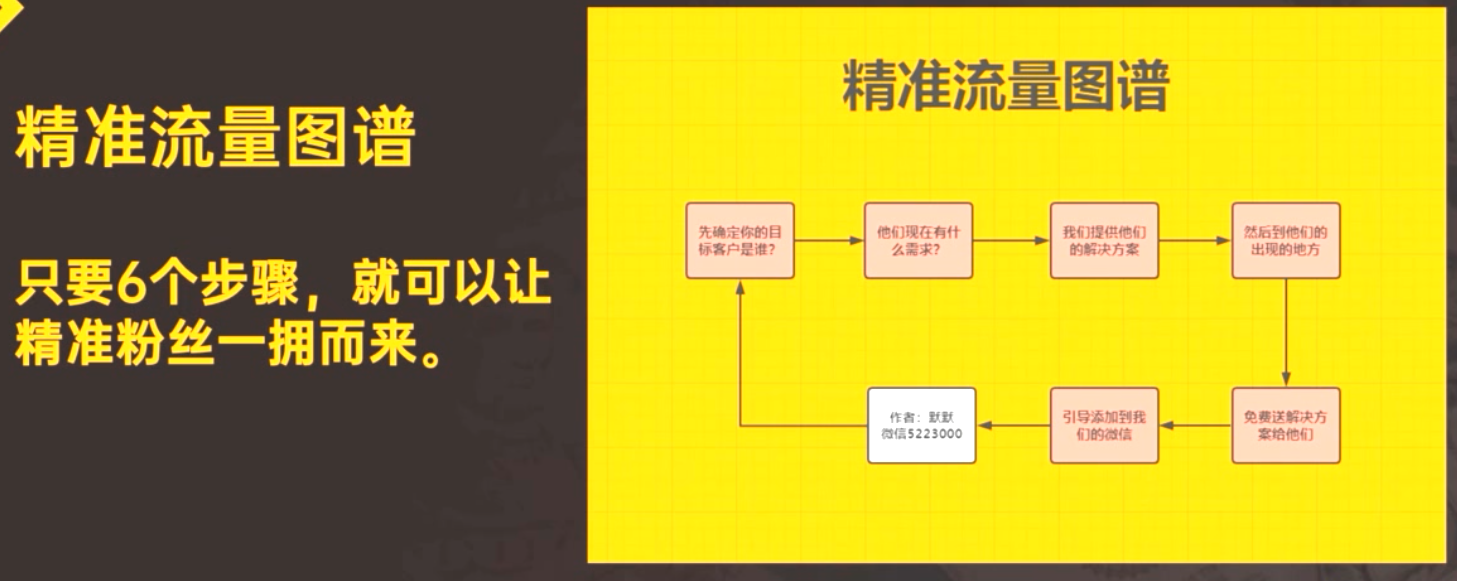 精准流量图谱
只要6个步骤，就可以让
精准粉丝一拥而来。
精准流量图谱
先确定你的目
标客户是谁？
他们现在有什
么需求？
我们提供他们
的解决方案
然后到他们的
出现的地方
免费送解决方
案给他们
引导添加到我
们的微信
作者：默默
微信5223000